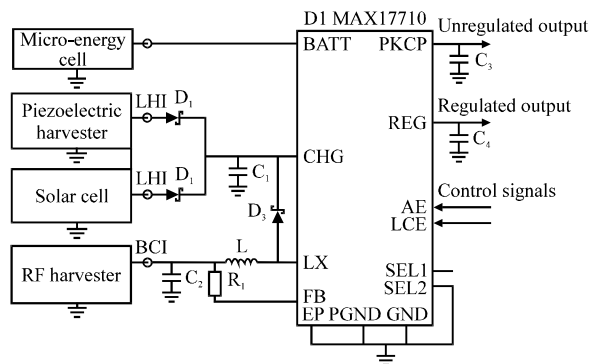 D1 MAX17710
Micro-energy
cell
BATT
PKCP
Unregulated output
C3
Piezoelectric
harvester
LHI
D1
REG
Regulated output
C4
CHG
C1
Solar cell
LHI
D1
D3
Control signals
AE
LCE
RF harvester
BCI
L
LX
C2
R1
FB
SEL1
SEL2
EP PGND GND